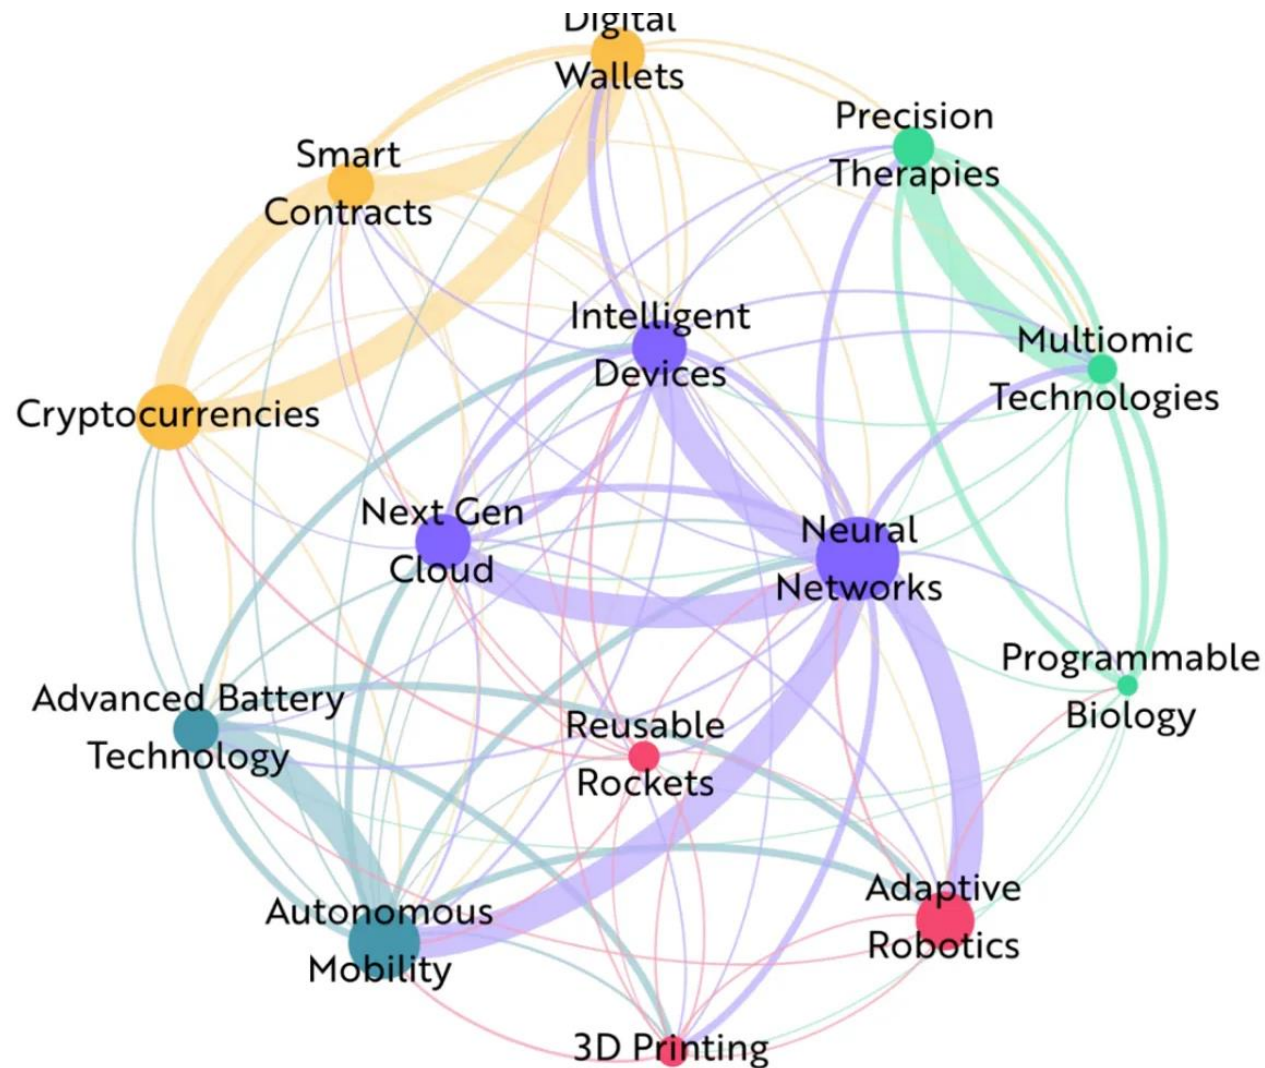 Digital
Wallets
Precision
Therapies
Smart
Contracts
Intelligent
Devices
Multiomic
Technologies
Cryptocurrencies
Next Gen
Cloud
Neural
Networks
Programmable
Biology
Advanced Battery
Technology
Reusable
Rockets
Adaptive
Robotics
Autonomous
Mobility
3D Printing